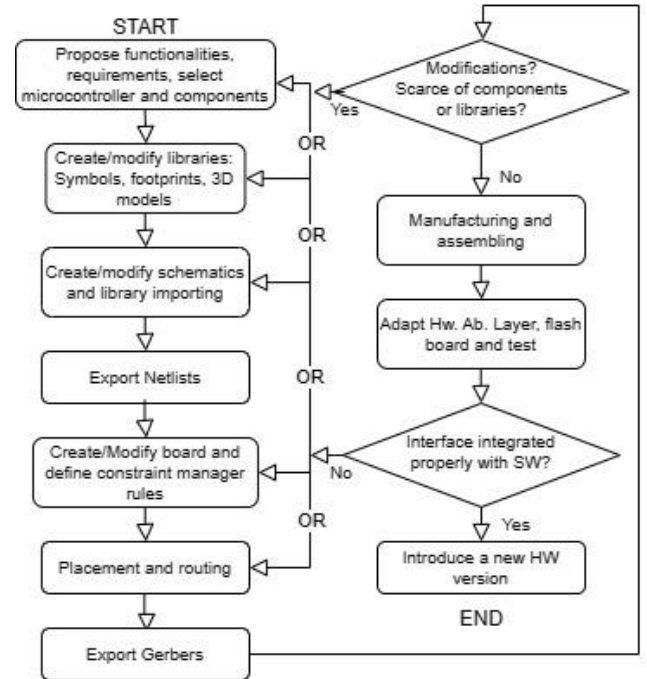 START
Propose functionalities,
requirements, select
microcontroller and components
Create/modify libraries:
Symbols, footprints, 3D
models
Create/modify schematics
and library importing
Export Netlists
Create/Modify board and
define constraint manager
rules
Placement and routing
Export Gerbers
OR
OR
OR
OR
Modifications?
Scarce of components
or libraries?
Yes
No
Manufacturing and
assembling
Adapt Hw. Ab. Layer, flash
board and test
Interface integrated
properly with SW?
No
Yes
Introduce a new HW
version
END